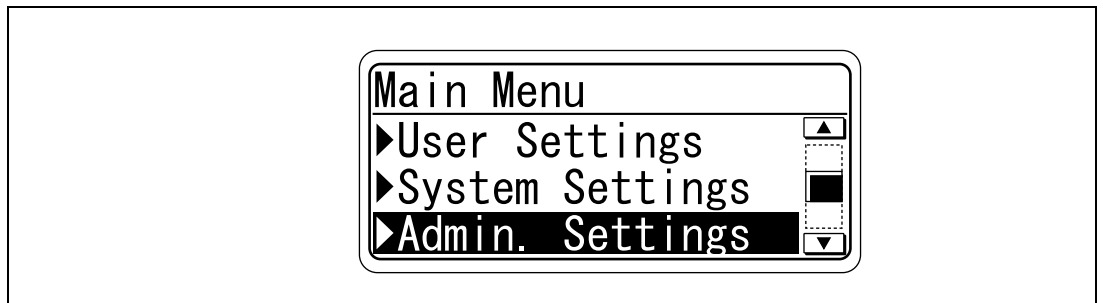 Main Menu
▶User Settings
▶System Settings
▶Admin. Settings